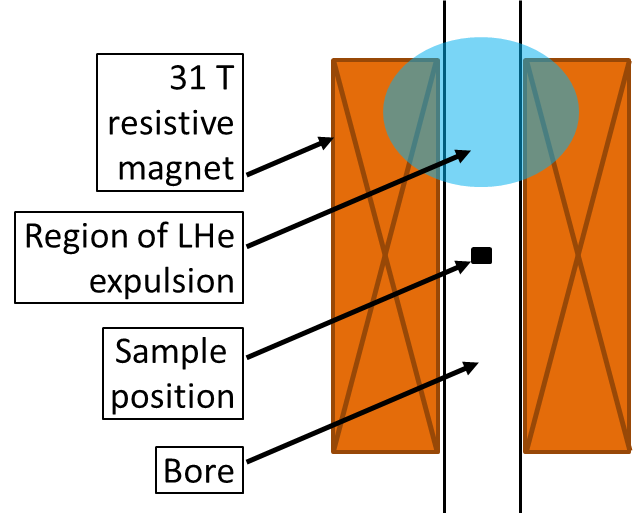 31 T
resistive
magnet
Region of LHe
expulsion
Sample
position
Bore